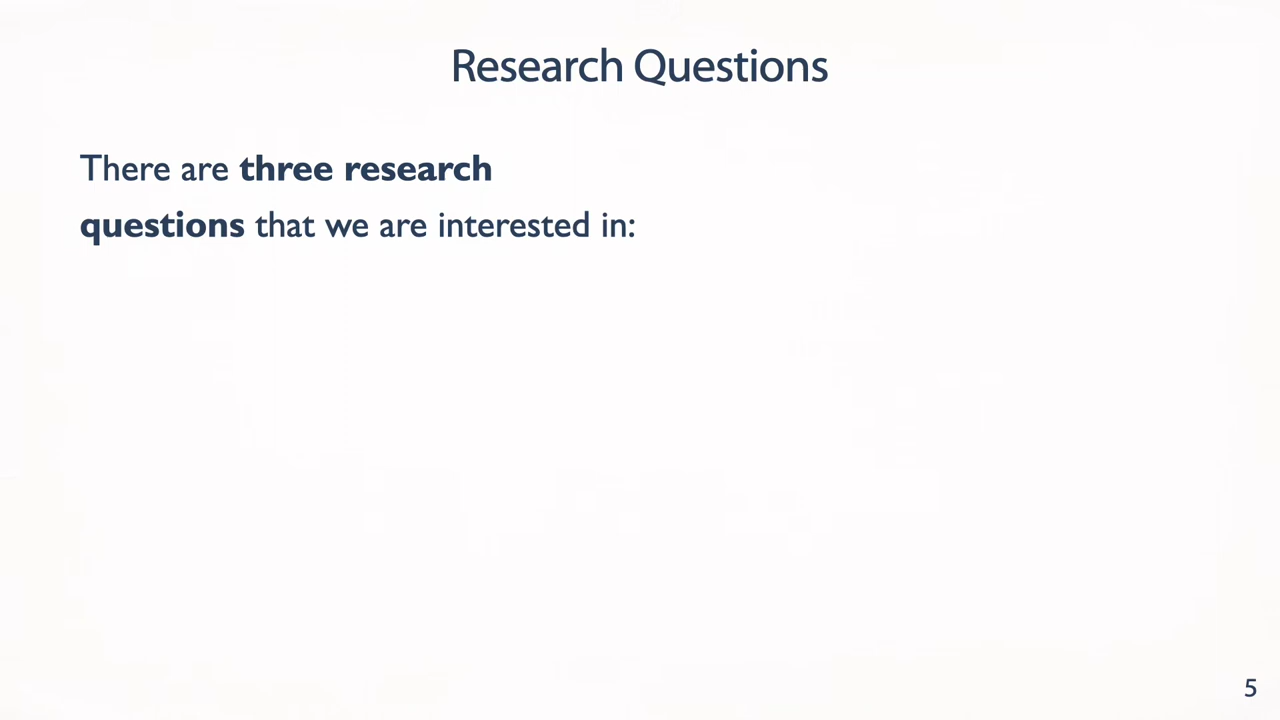 Research Questions
There are three research
questions that we are interested in:
5